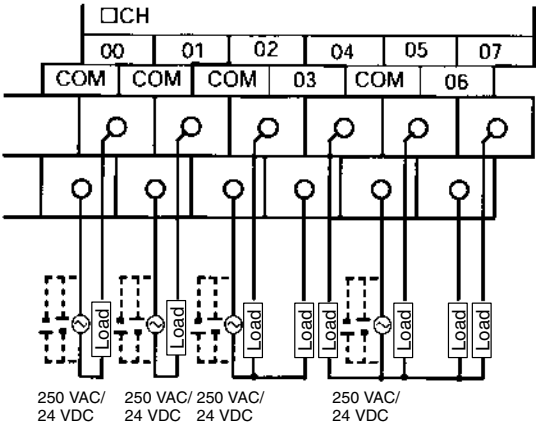 □CH
00 01 02 04 05 07
COM COM COM 03 COM 06
Load Load Load Load Load Load Load Load
250 VAC/ 250 VAC/ 250 VAC/ 250 VAC/
24 VDC 24 VDC 24 VDC 24 VDC